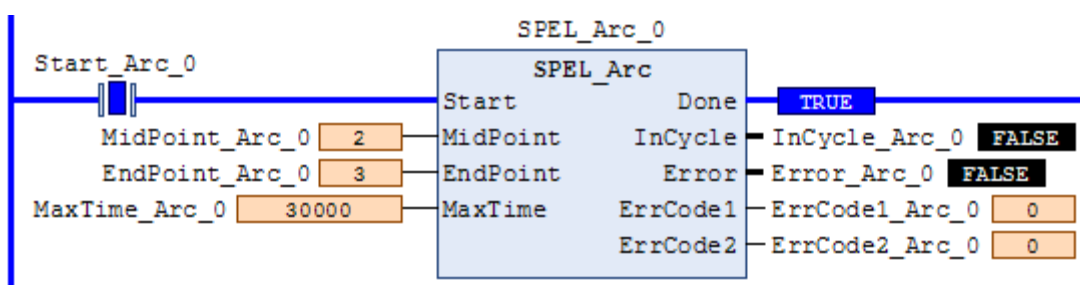 SPEL_Arc_0
Start_Arc_0
SPEL_Arc
Start Done TRUE
MidPoint_Arc_0 2 MidPoint InCycle InCycle_Arc_0 FALSE
EndPoint_Arc_0 3 EndPoint Error Error_Arc_0 FALSE
MaxTime_Arc_0 30000 MaxTime ErrCode1 ErrCode1_Arc_0 0
ErrCode2 ErrCode2_Arc_0 0